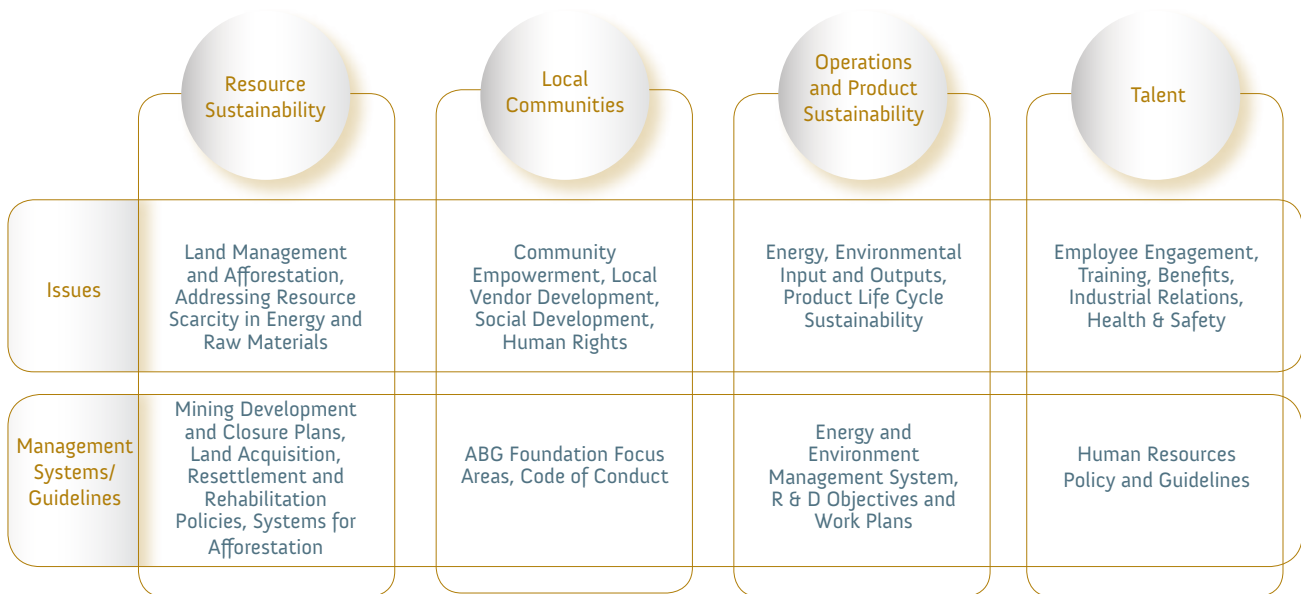 Resource
Sustainability
Local
Communities
Operations
and Product
Sustainability
Talent
Issues
Land Management
and Afforestation,
Addressing Resource
Scarcity in Energy and
Raw Materials
Community
Empowerment, Local
Vendor Development,
Social Development,
Human Rights
Energy, Environmental
Input and Outputs,
Product Life Cycle
Sustainability
Employee Engagement,
Training, Benefits,
Industrial Relations,
Health & Safety
Management
Systems/
Guidelines
Mining Development
and Closure Plans,
Land Acquisition,
Resettlement and
Rehabilitation
Policies, Systems for
Afforestation
ABG Foundation Focus
Areas, Code of Conduct
Energy and
Environment
Management System,
R & D Objectives and
Work Plans
Human Resources
Policy and Guidelines